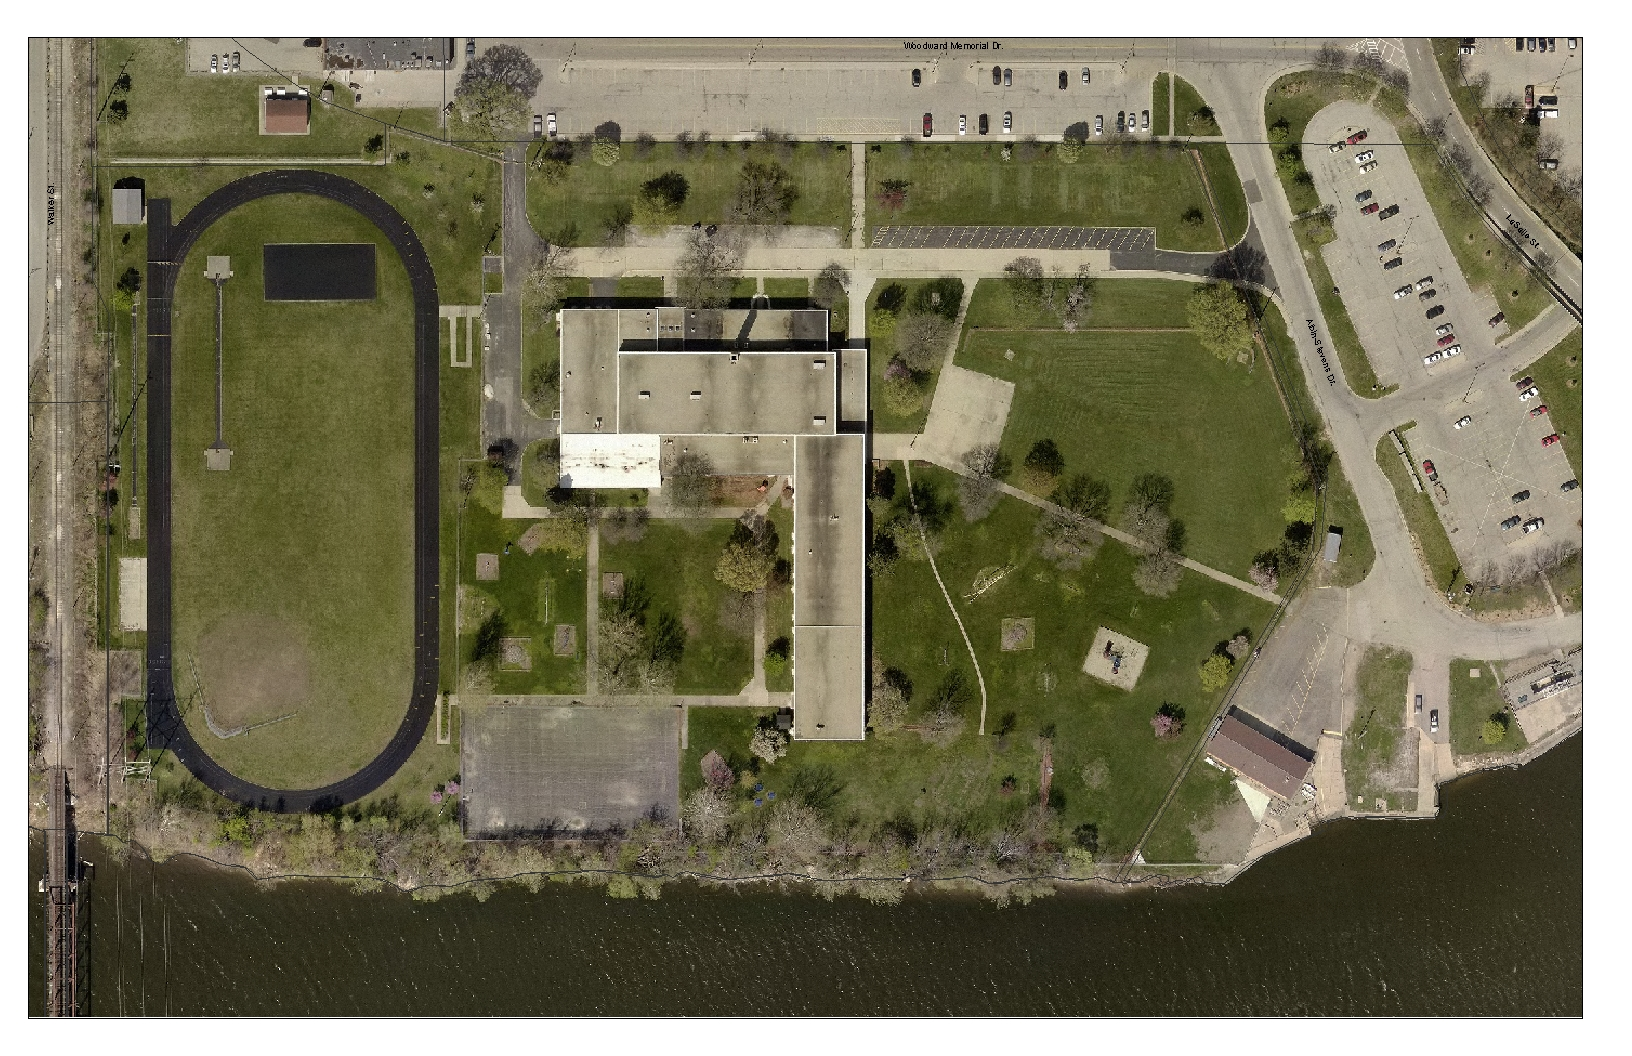 Woodward Memorial Dr.
Walker St.
LaSalle St.
Albin-Stevens Dr.